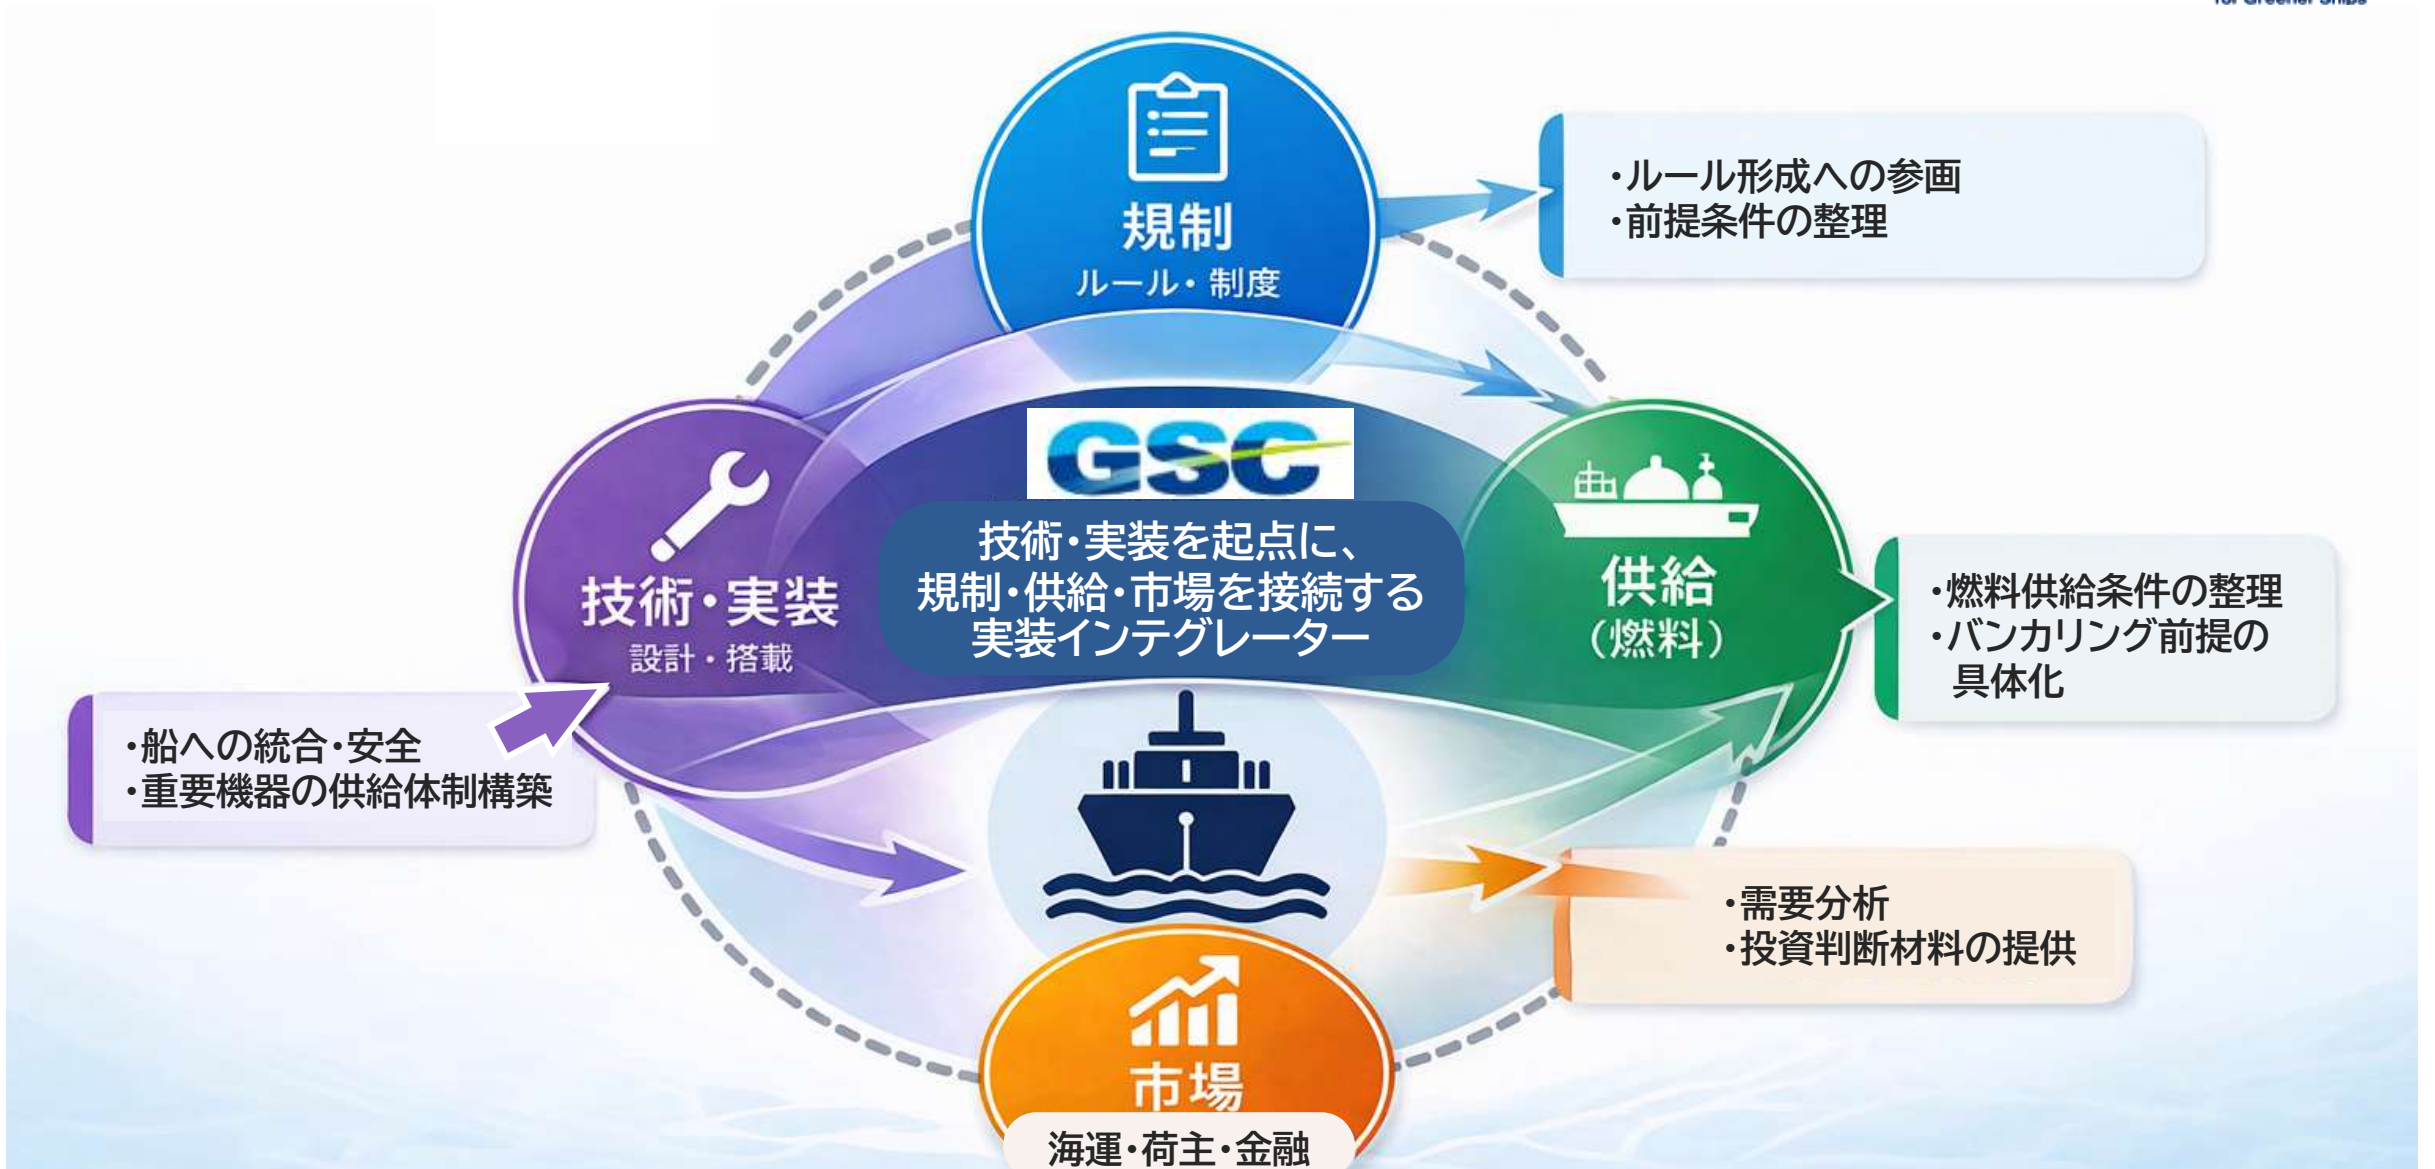 for Greener Ships
規制
ルール・制度
・ルール形成への参画
・前提条件の整理
GSC
技術・実装を起点に、
規制・供給・市場を接続する
実装インテグレーター
技術・実装
設計・搭載
・船への統合・安全
・重要機器の供給体制構築
供給
（燃料）
・燃料供給条件の整理
・バンカリング前提の
具体化
・需要分析
・投資判断材料の提供
市場
海運・荷主・金融